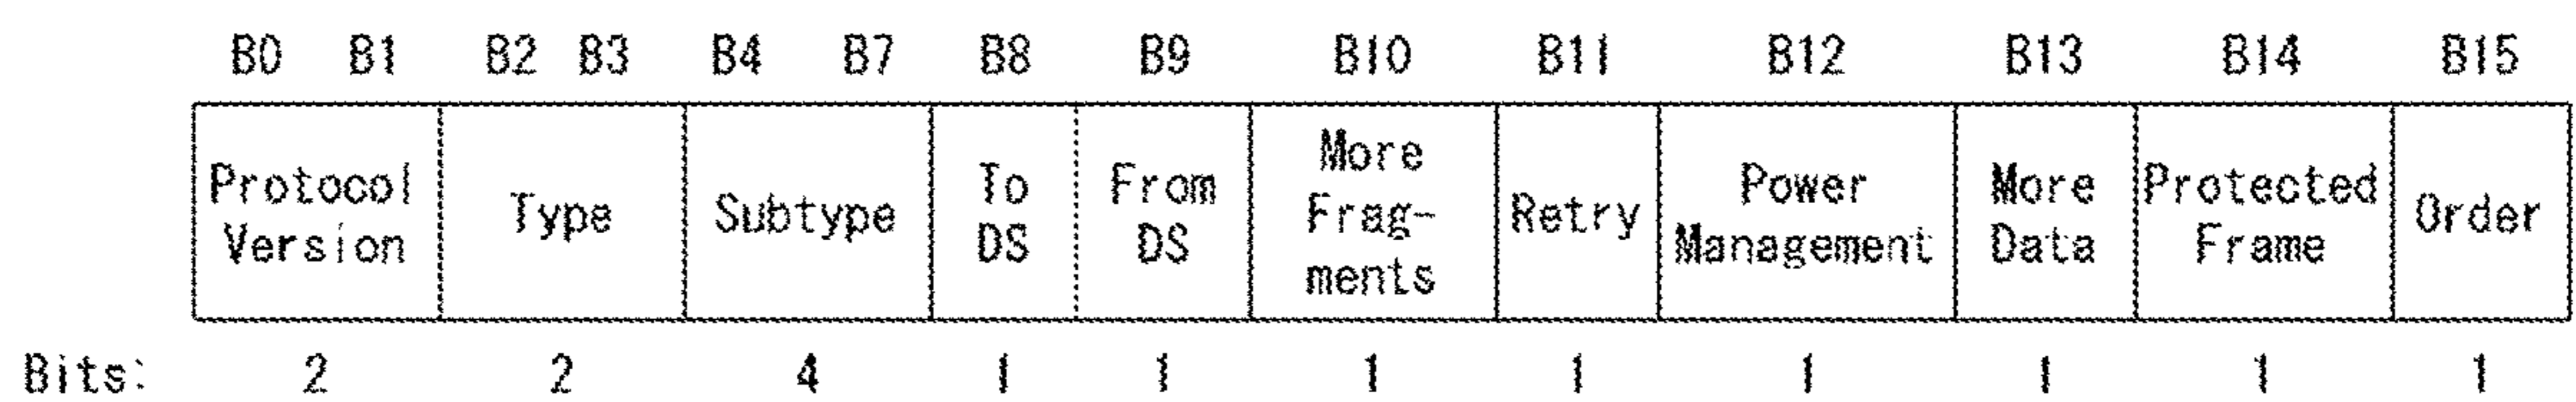 B0 B1 B2 B3 B4 B7 B8 B9 B10 B11 B12 B13 B14 B15
Protocol
Version
Type
Subtype
To
DS
From
DS
More
Frag-
ments
Retry
Power
Management
More
Data
Protected
Frame
Order
Bits: 2 2 4 1 1 1 1 1 1 1 1